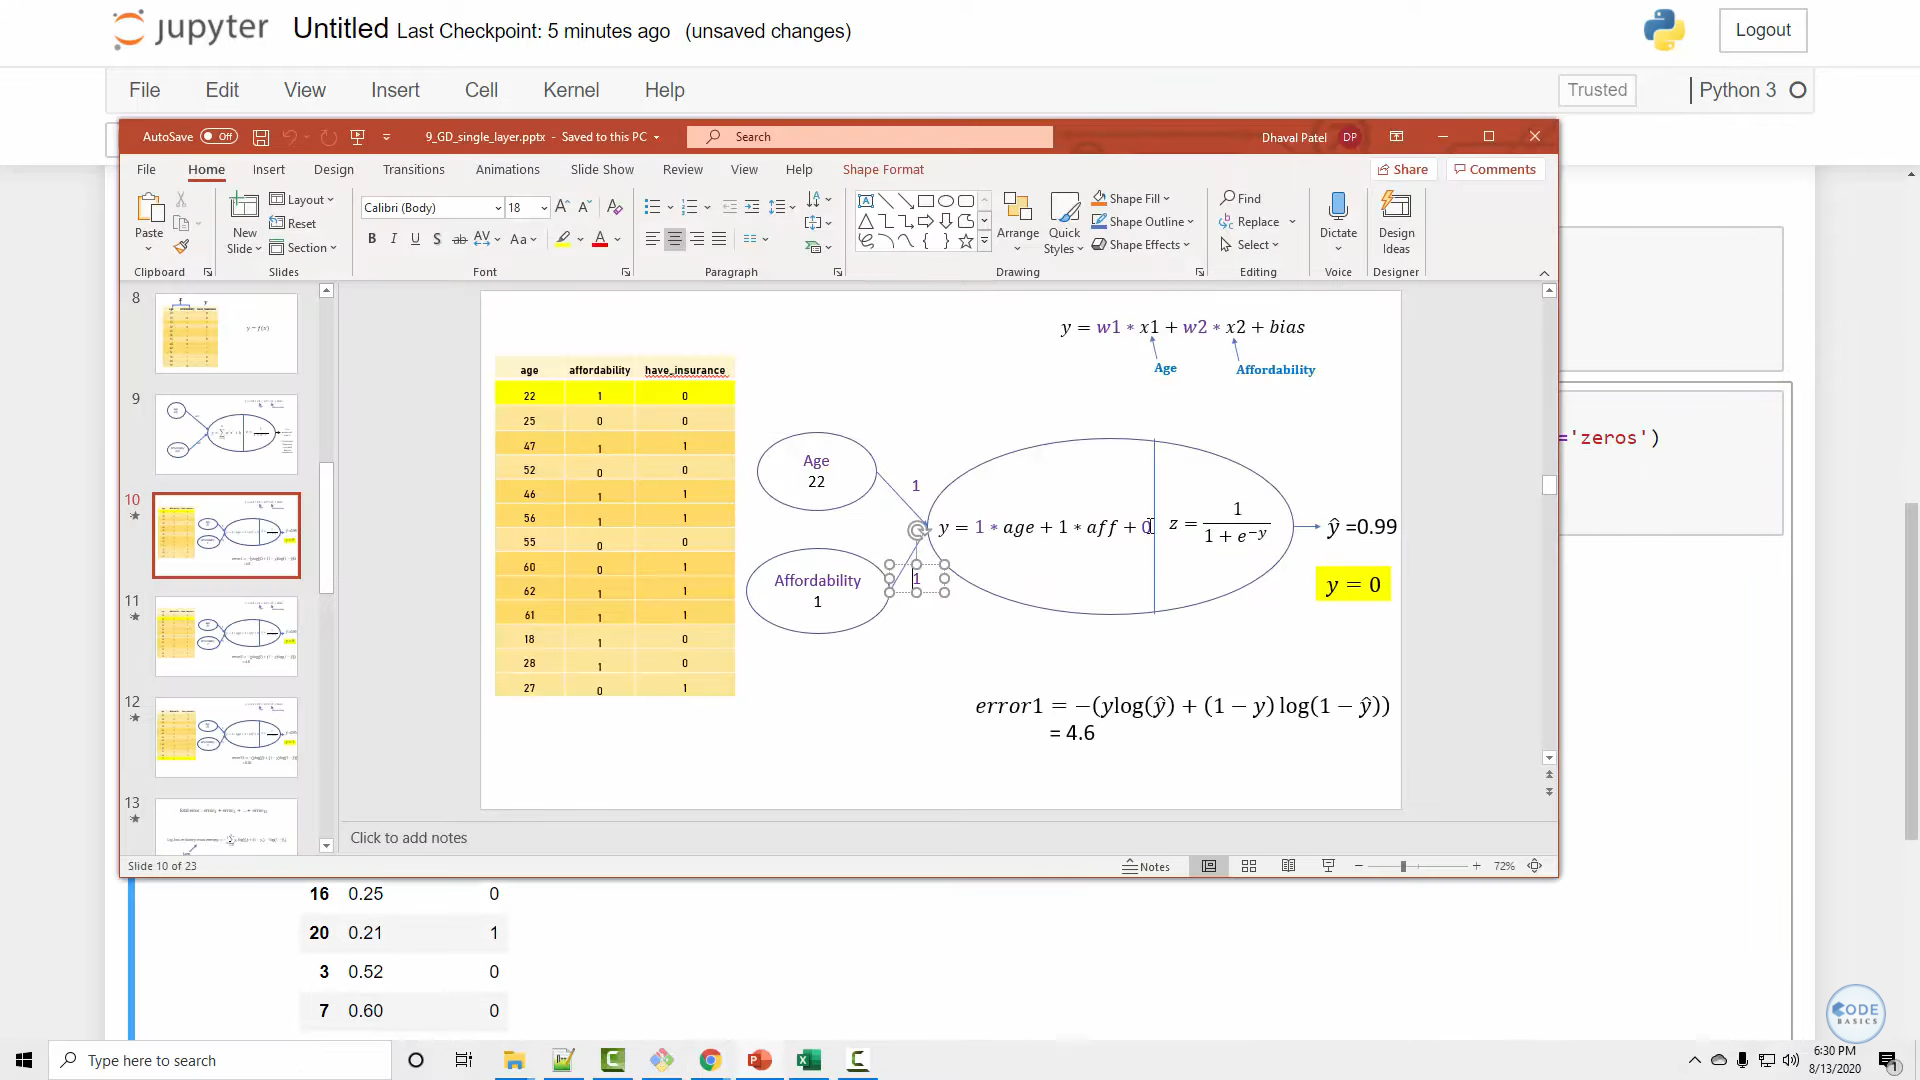 jupyter Untitled Last Checkpoint: 5 minutes ago (unsaved changes)
Logout
File Edit View Insert Cell Kernel Help
Trusted
Python 3
AutoSave Off
9_GD_single_layer.pptx - Saved to this PC
Search
Dhaval Patel DP
File Home Insert Design Transitions Animations Slide Show Review View Help Shape Format
Share
Comments
Paste
New Slide
Layout
Reset
Section
Calibri (Body) 18
B I U S ab AV Aa A
Arrange
Quick Styles
Shape Fill
Shape Outline
Shape Effects
Find
Replace
Select
Dictate
Design Ideas
Clipboard Slides Font Paragraph Drawing Editing Voice Designer
8
9
10
11
12
13
y = w1 * x1 + w2 * x2 + bias
Age Affordability
age affordability have_insurance
22 1 0
25 0 0
47 1 1
52 0 0
46 1 1
56 1 1
55 0 0
60 0 1
62 1 1
61 1 1
18 1 0
28 1 0
27 0 1
Age
22
1
y = 1 * age + 1 * aff + 0
z = 1 / 1 + e^−y
ŷ =0.99
Affordability
1
1
y = 0
error1 = −(ylog(ŷ) + (1 − y) log(1 − ŷ))
= 4.6
='zeros')
Click to add notes
Slide 10 of 23
Notes
72%
16 0.25 0
20 0.21 1
3 0.52 0
7 0.60 0
CODE
BASICS
Type here to search
6:30 PM
8/13/2020
1